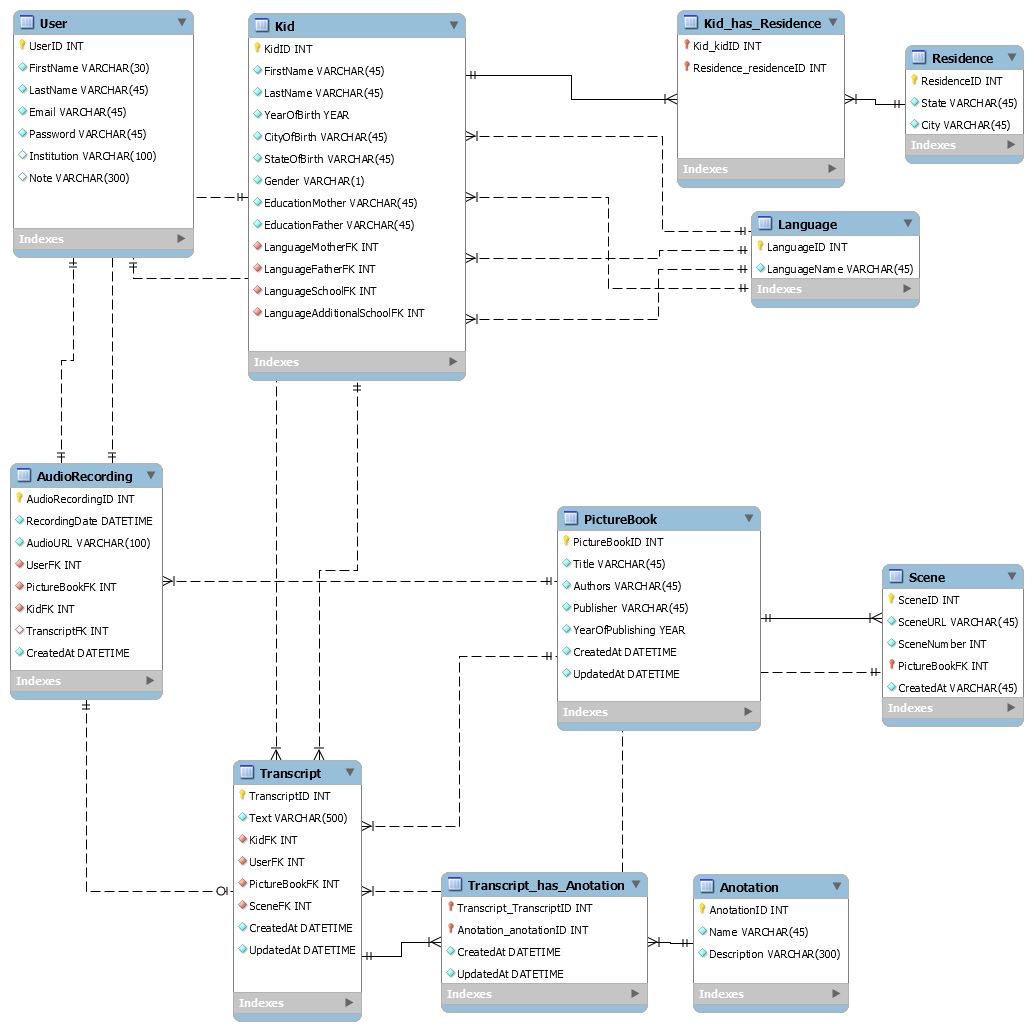 User
UserID INT
FirstName VARCHAR(30)
LastName VARCHAR(45)
Email VARCHAR(45)
Password VARCHAR(45)
Institution VARCHAR(100)
Note VARCHAR(300)
Indexes
Kid
KidID INT
FirstName VARCHAR(45)
LastName VARCHAR(45)
YearOfBirth YEAR
CityOfBirth VARCHAR(45)
StateOfBirth VARCHAR(45)
Gender VARCHAR(1)
EducationMother VARCHAR(45)
EducationFather VARCHAR(45)
LanguageMotherFK INT
LanguageFatherFK INT
LanguageSchoolFK INT
LanguageAdditionalSchoolFK INT
Indexes
Kid_has_Residence
Kid_kidID INT
Residence_residenceID INT
Indexes
Residence
ResidenceID INT
State VARCHAR(45)
City VARCHAR(45)
Indexes
Language
LanguageID INT
LanguageName VARCHAR(45)
Indexes
AudioRecording
AudioRecordingID INT
RecordingDate DATETIME
AudioURL VARCHAR(100)
UserFK INT
PictureBookFK INT
KidFK INT
TranscriptFK INT
CreatedAt DATETIME
Indexes
PictureBook
PictureBookID INT
Title VARCHAR(45)
Authors VARCHAR(45)
Publisher VARCHAR(45)
YearOfPublishing YEAR
CreatedAt DATETIME
UpdatedAt DATETIME
Indexes
Scene
SceneID INT
SceneURL VARCHAR(45)
SceneNumber INT
PictureBookFK INT
CreatedAt VARCHAR(45)
Indexes
Transcript
TranscriptID INT
Text VARCHAR(500)
KidFK INT
UserFK INT
PictureBookFK INT
SceneFK INT
CreatedAt DATETIME
UpdatedAt DATETIME
Indexes
Transcript_has_Anotation
Transcript_TranscriptID INT
Anotation_anotationID INT
CreatedAt DATETIME
UpdatedAt DATETIME
Indexes
Anotation
AnotationID INT
Name VARCHAR(45)
Description VARCHAR(300)
Indexes